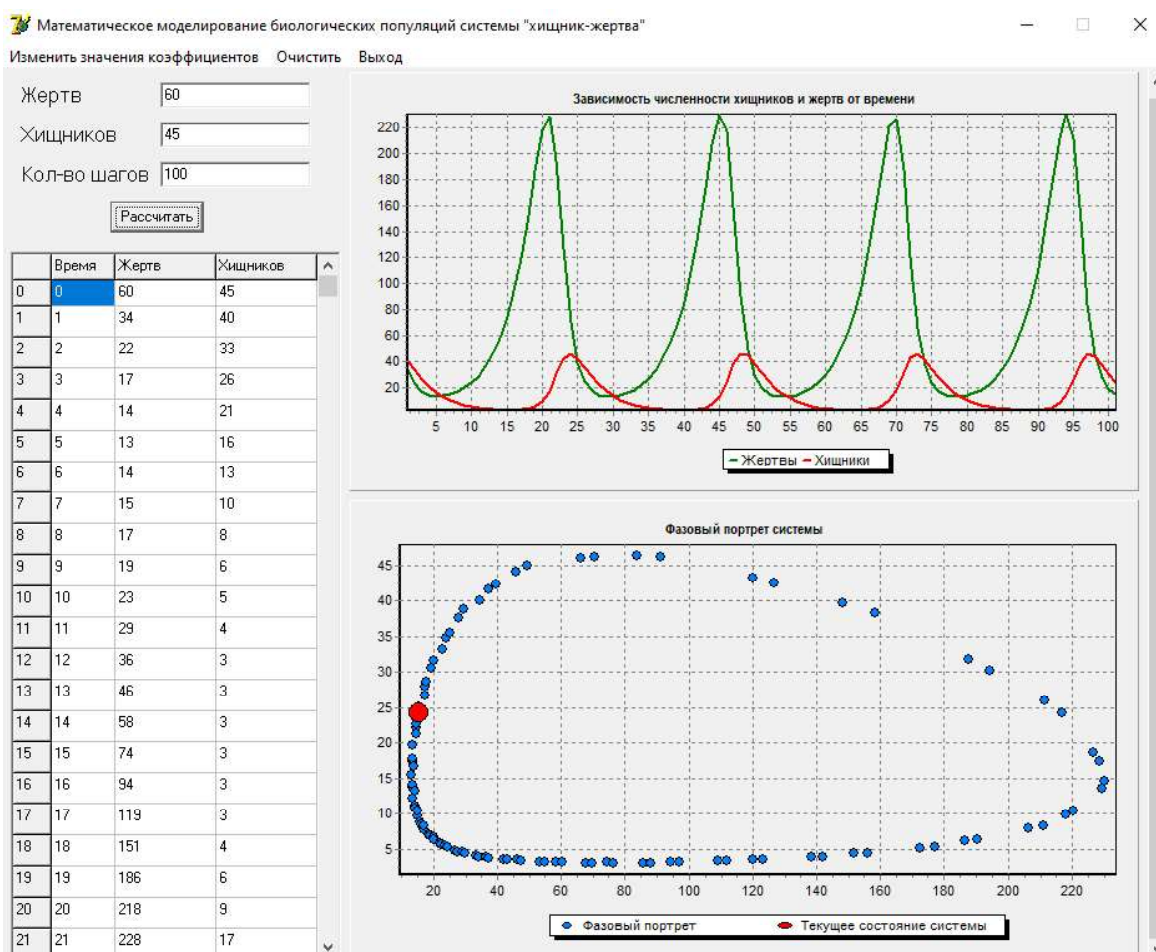 Математическое моделирование биологических популяций системы "хищник-жертва"
Изменить значения коэффициентов Очистить Выход
Жертв 60
Хищников 45
Кол-во шагов 100
Рассчитать
Время Жертв Хищников
0 0 60 45
1 1 34 40
2 2 22 33
3 3 17 26
4 4 14 21
5 5 13 16
6 6 14 13
7 7 15 10
8 8 17 8
9 9 19 6
10 10 23 5
11 11 29 4
12 12 36 3
13 13 46 3
14 14 58 3
15 15 74 3
16 16 94 3
17 17 119 3
18 18 151 4
19 19 186 6
20 20 218 9
21 21 228 17
Зависимость численности хищников и жертв от времени
220
200
180
160
140
120
100
80
60
40
20
5 10 15 20 25 30 35 40 45 50 55 60 65 70 75 80 85 90 95 100
Жертвы Хищники
Фазовый портрет системы
45
40
35
30
25
20
15
10
5
20 40 60 80 100 120 140 160 180 200 220
Фазовый портрет Текущее состояние системы